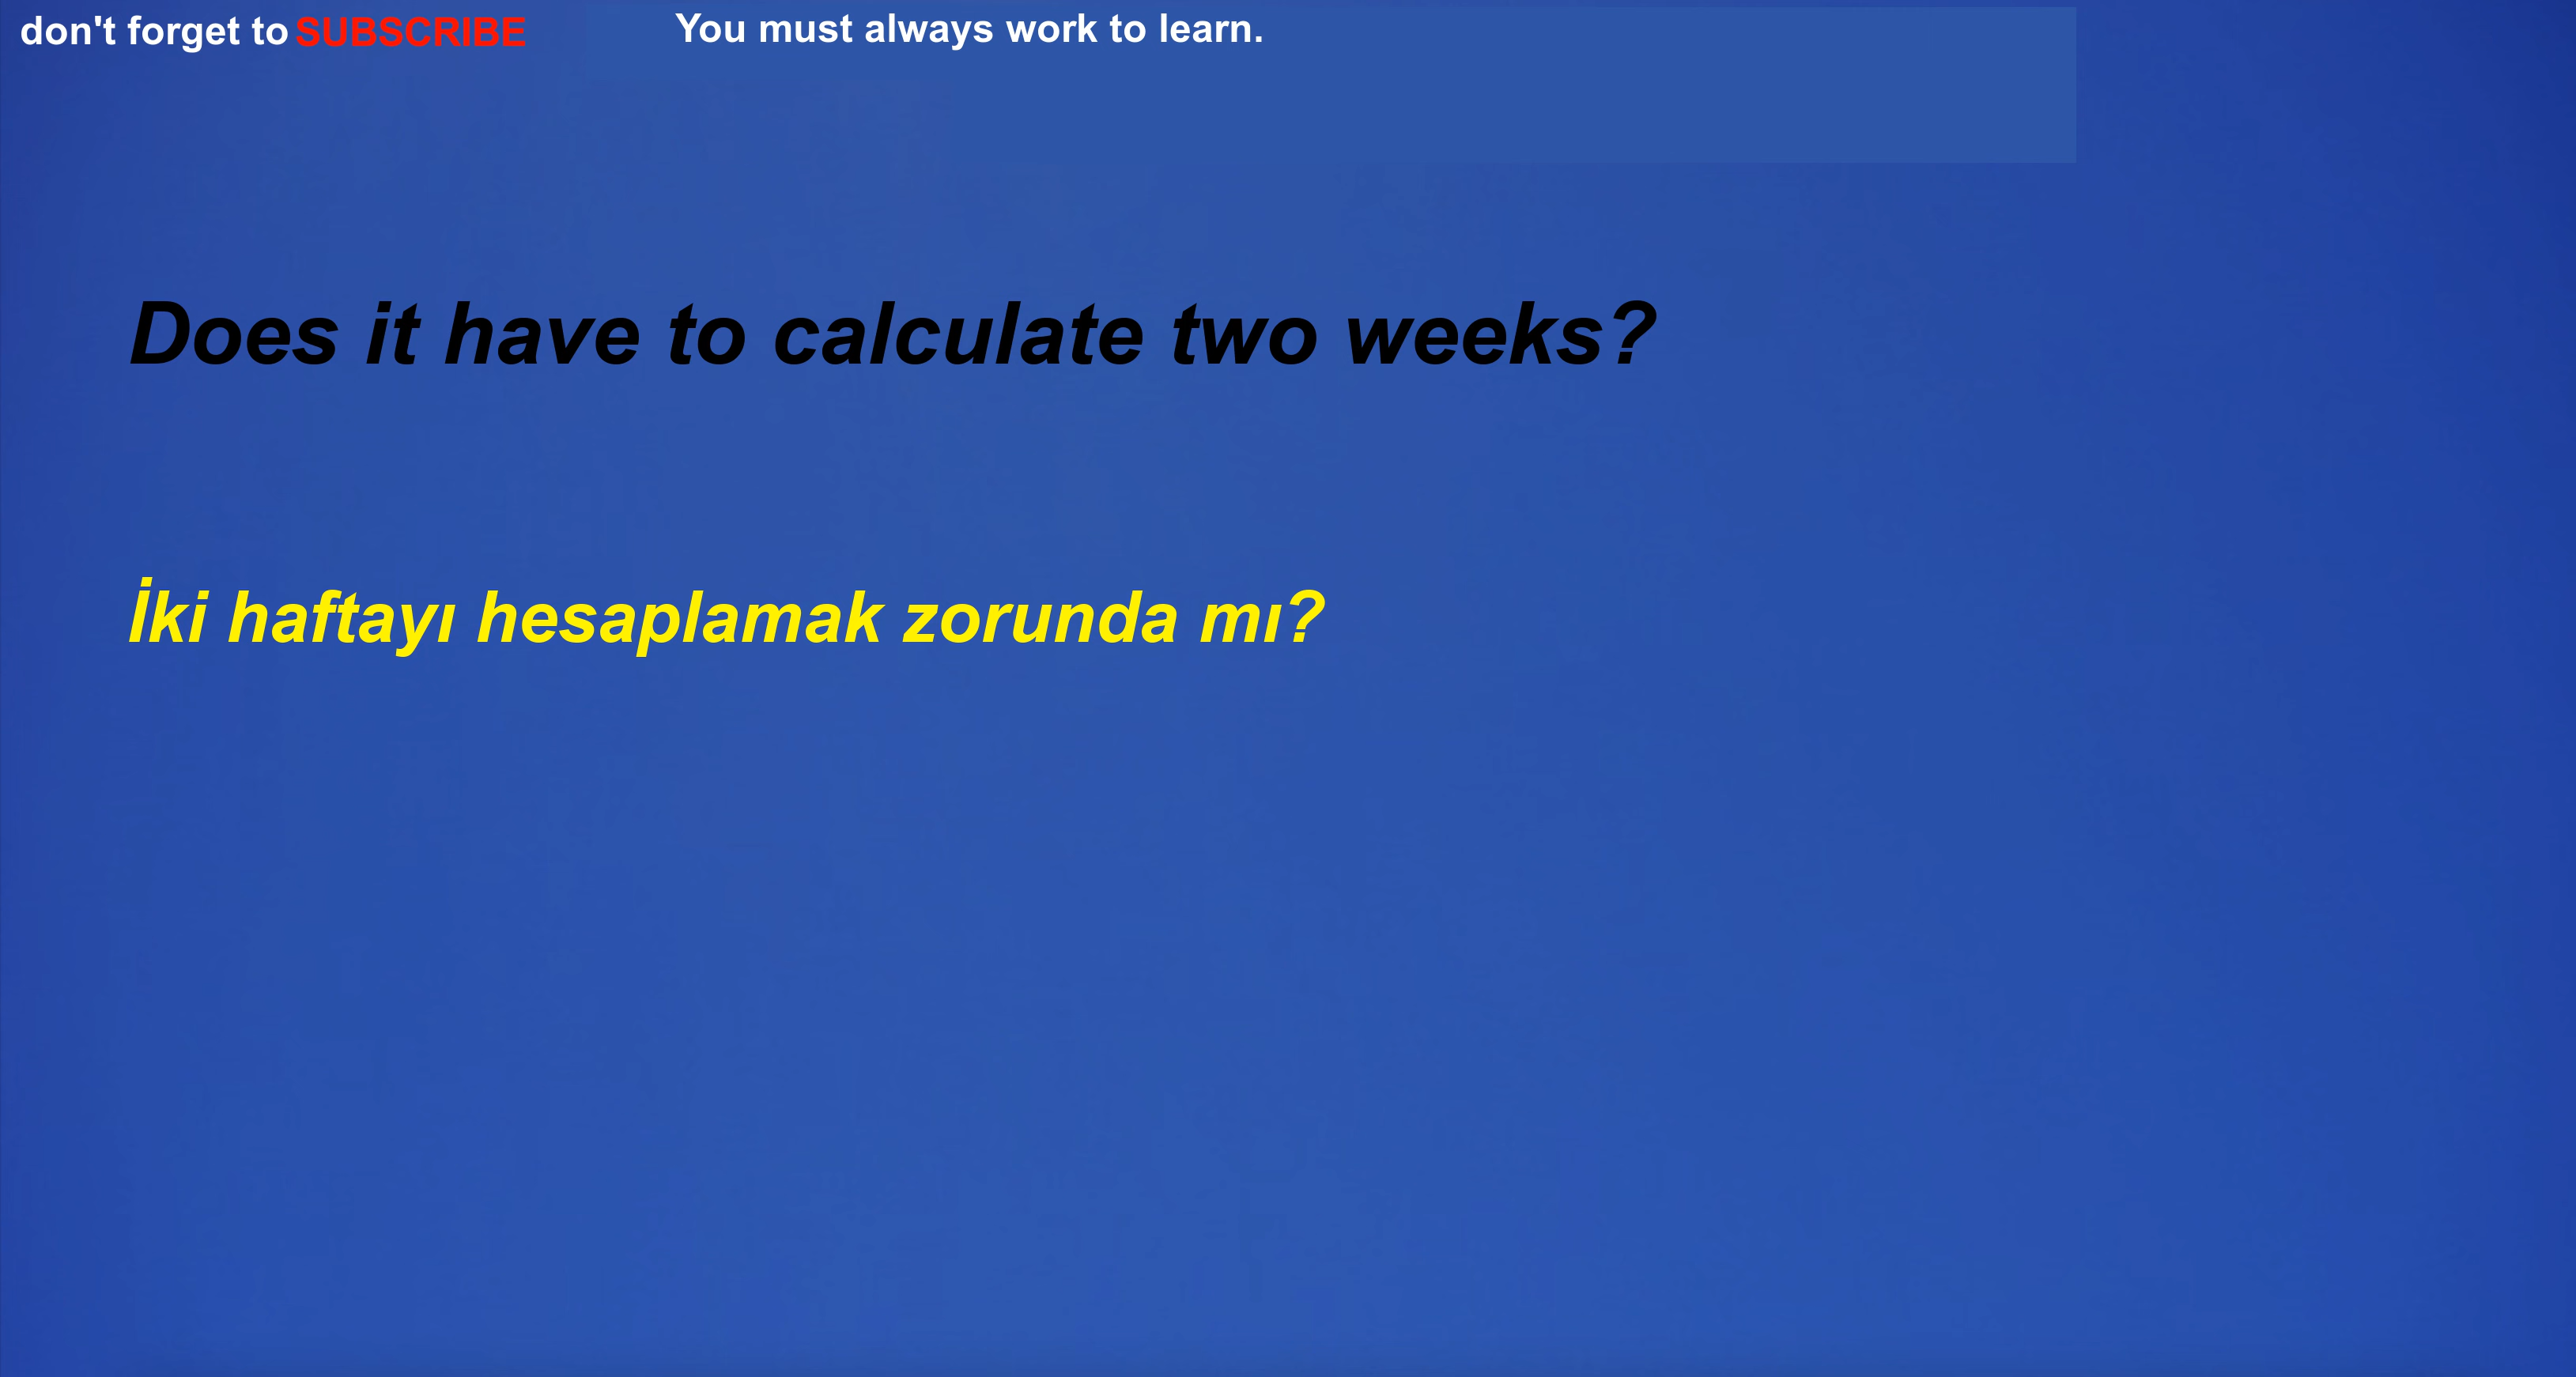 don't forget to SUBSCRIBE
You must always work to learn.
Does it have to calculate two weeks?
İki haftayı hesaplamak zorunda mı?